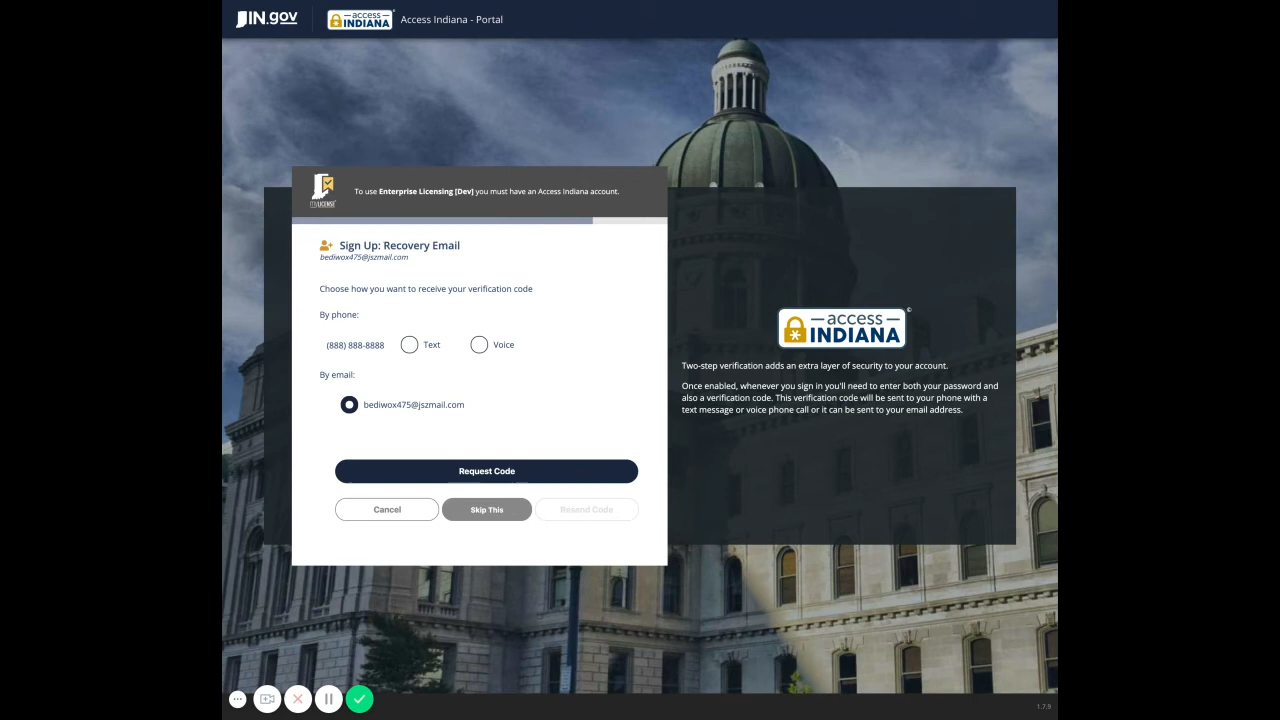 IN.gov
access
INDIANA
Access Indiana - Portal
MYLICENSE
To use Enterprise Licensing [Dev] you must have an Access Indiana account.
Sign Up: Recovery Email
bediwox475@jszmail.com
Choose how you want to receive your verification code
By phone:
(888) 888-8888
Text
Voice
By email:
bediwox475@jszmail.com
Request Code
Cancel
Skip This
Resend Code
access
INDIANA
©
Two-step verification adds an extra layer of security to your account.
Once enabled, whenever you sign in you'll need to enter both your password and
also a verification code. This verification code will be sent to your phone with a
text message or voice phone call or it can be sent to your email address.
1.7.9